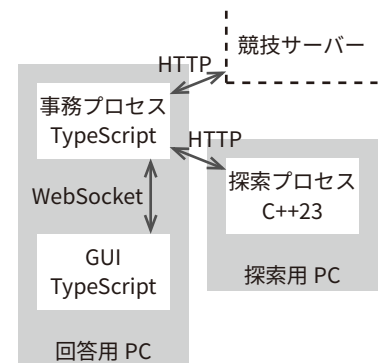 競技サーバー
HTTP
事務プロセス
TypeScript
HTTP
探索プロセス
C++23
WebSocket
GUI
TypeScript
探索用 PC
回答用 PC